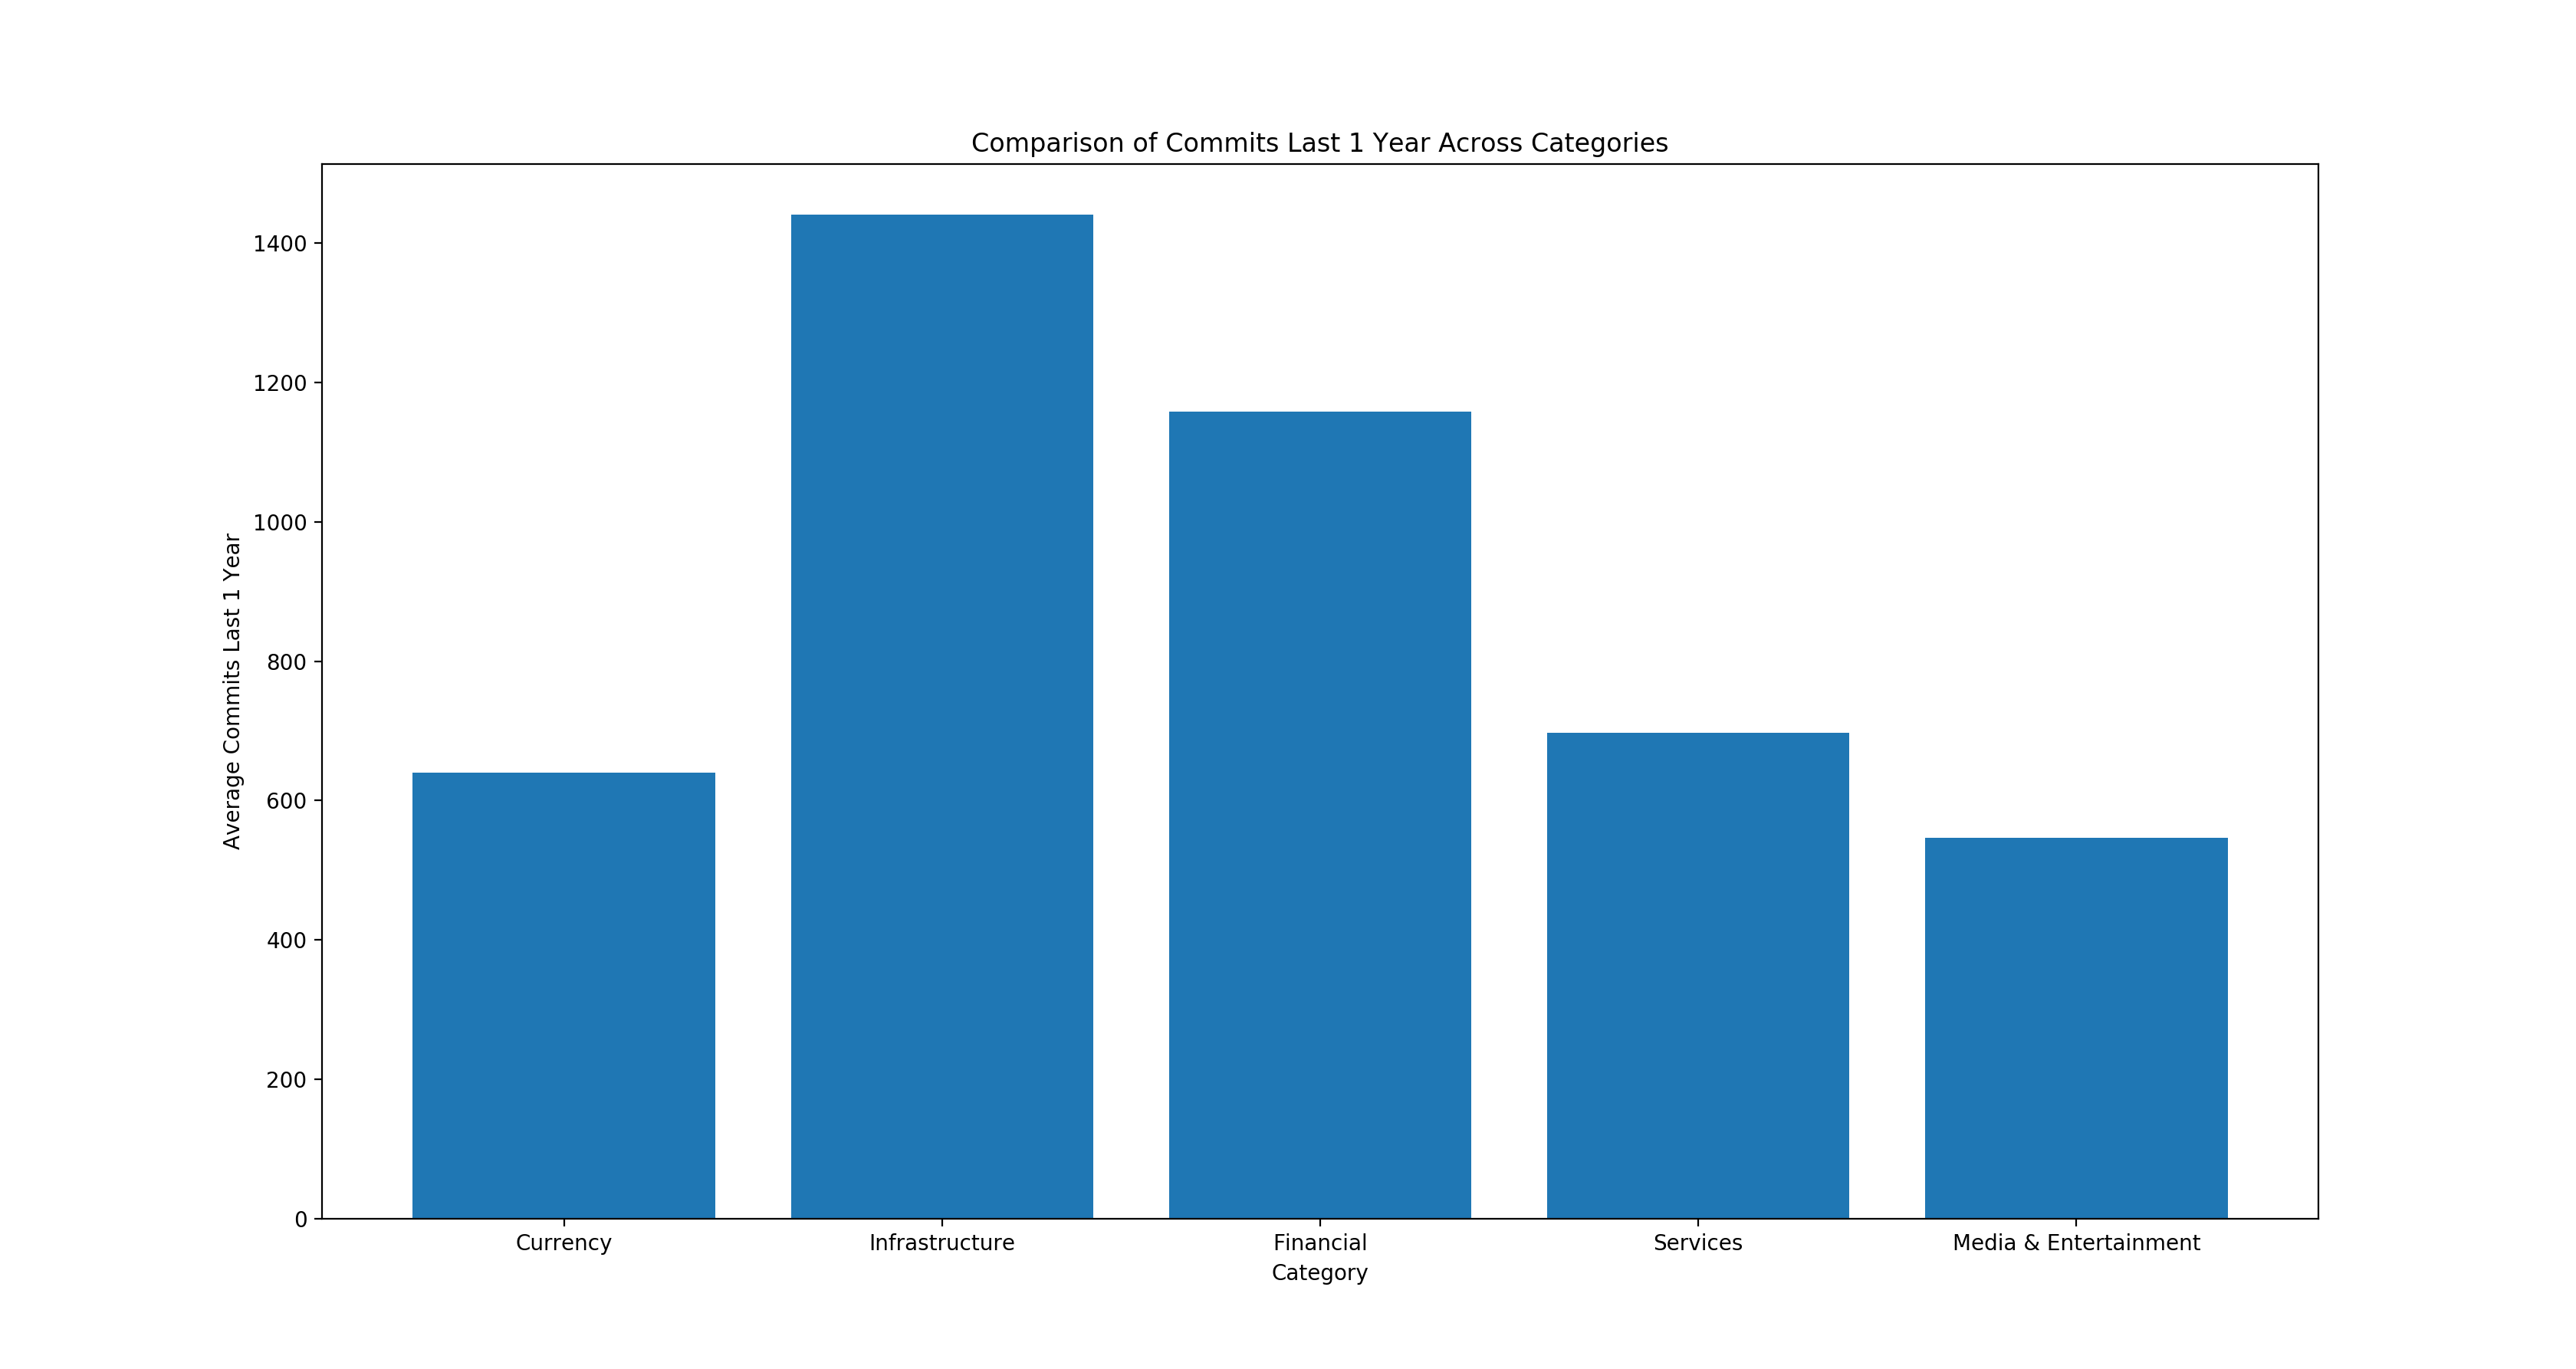 Comparison of Commits Last 1 Year Across Categories
Average Commits Last 1 Year
1400
1200
1000
800
600
400
200
0
Currency
Infrastructure
Financial
Services
Media & Entertainment
Category